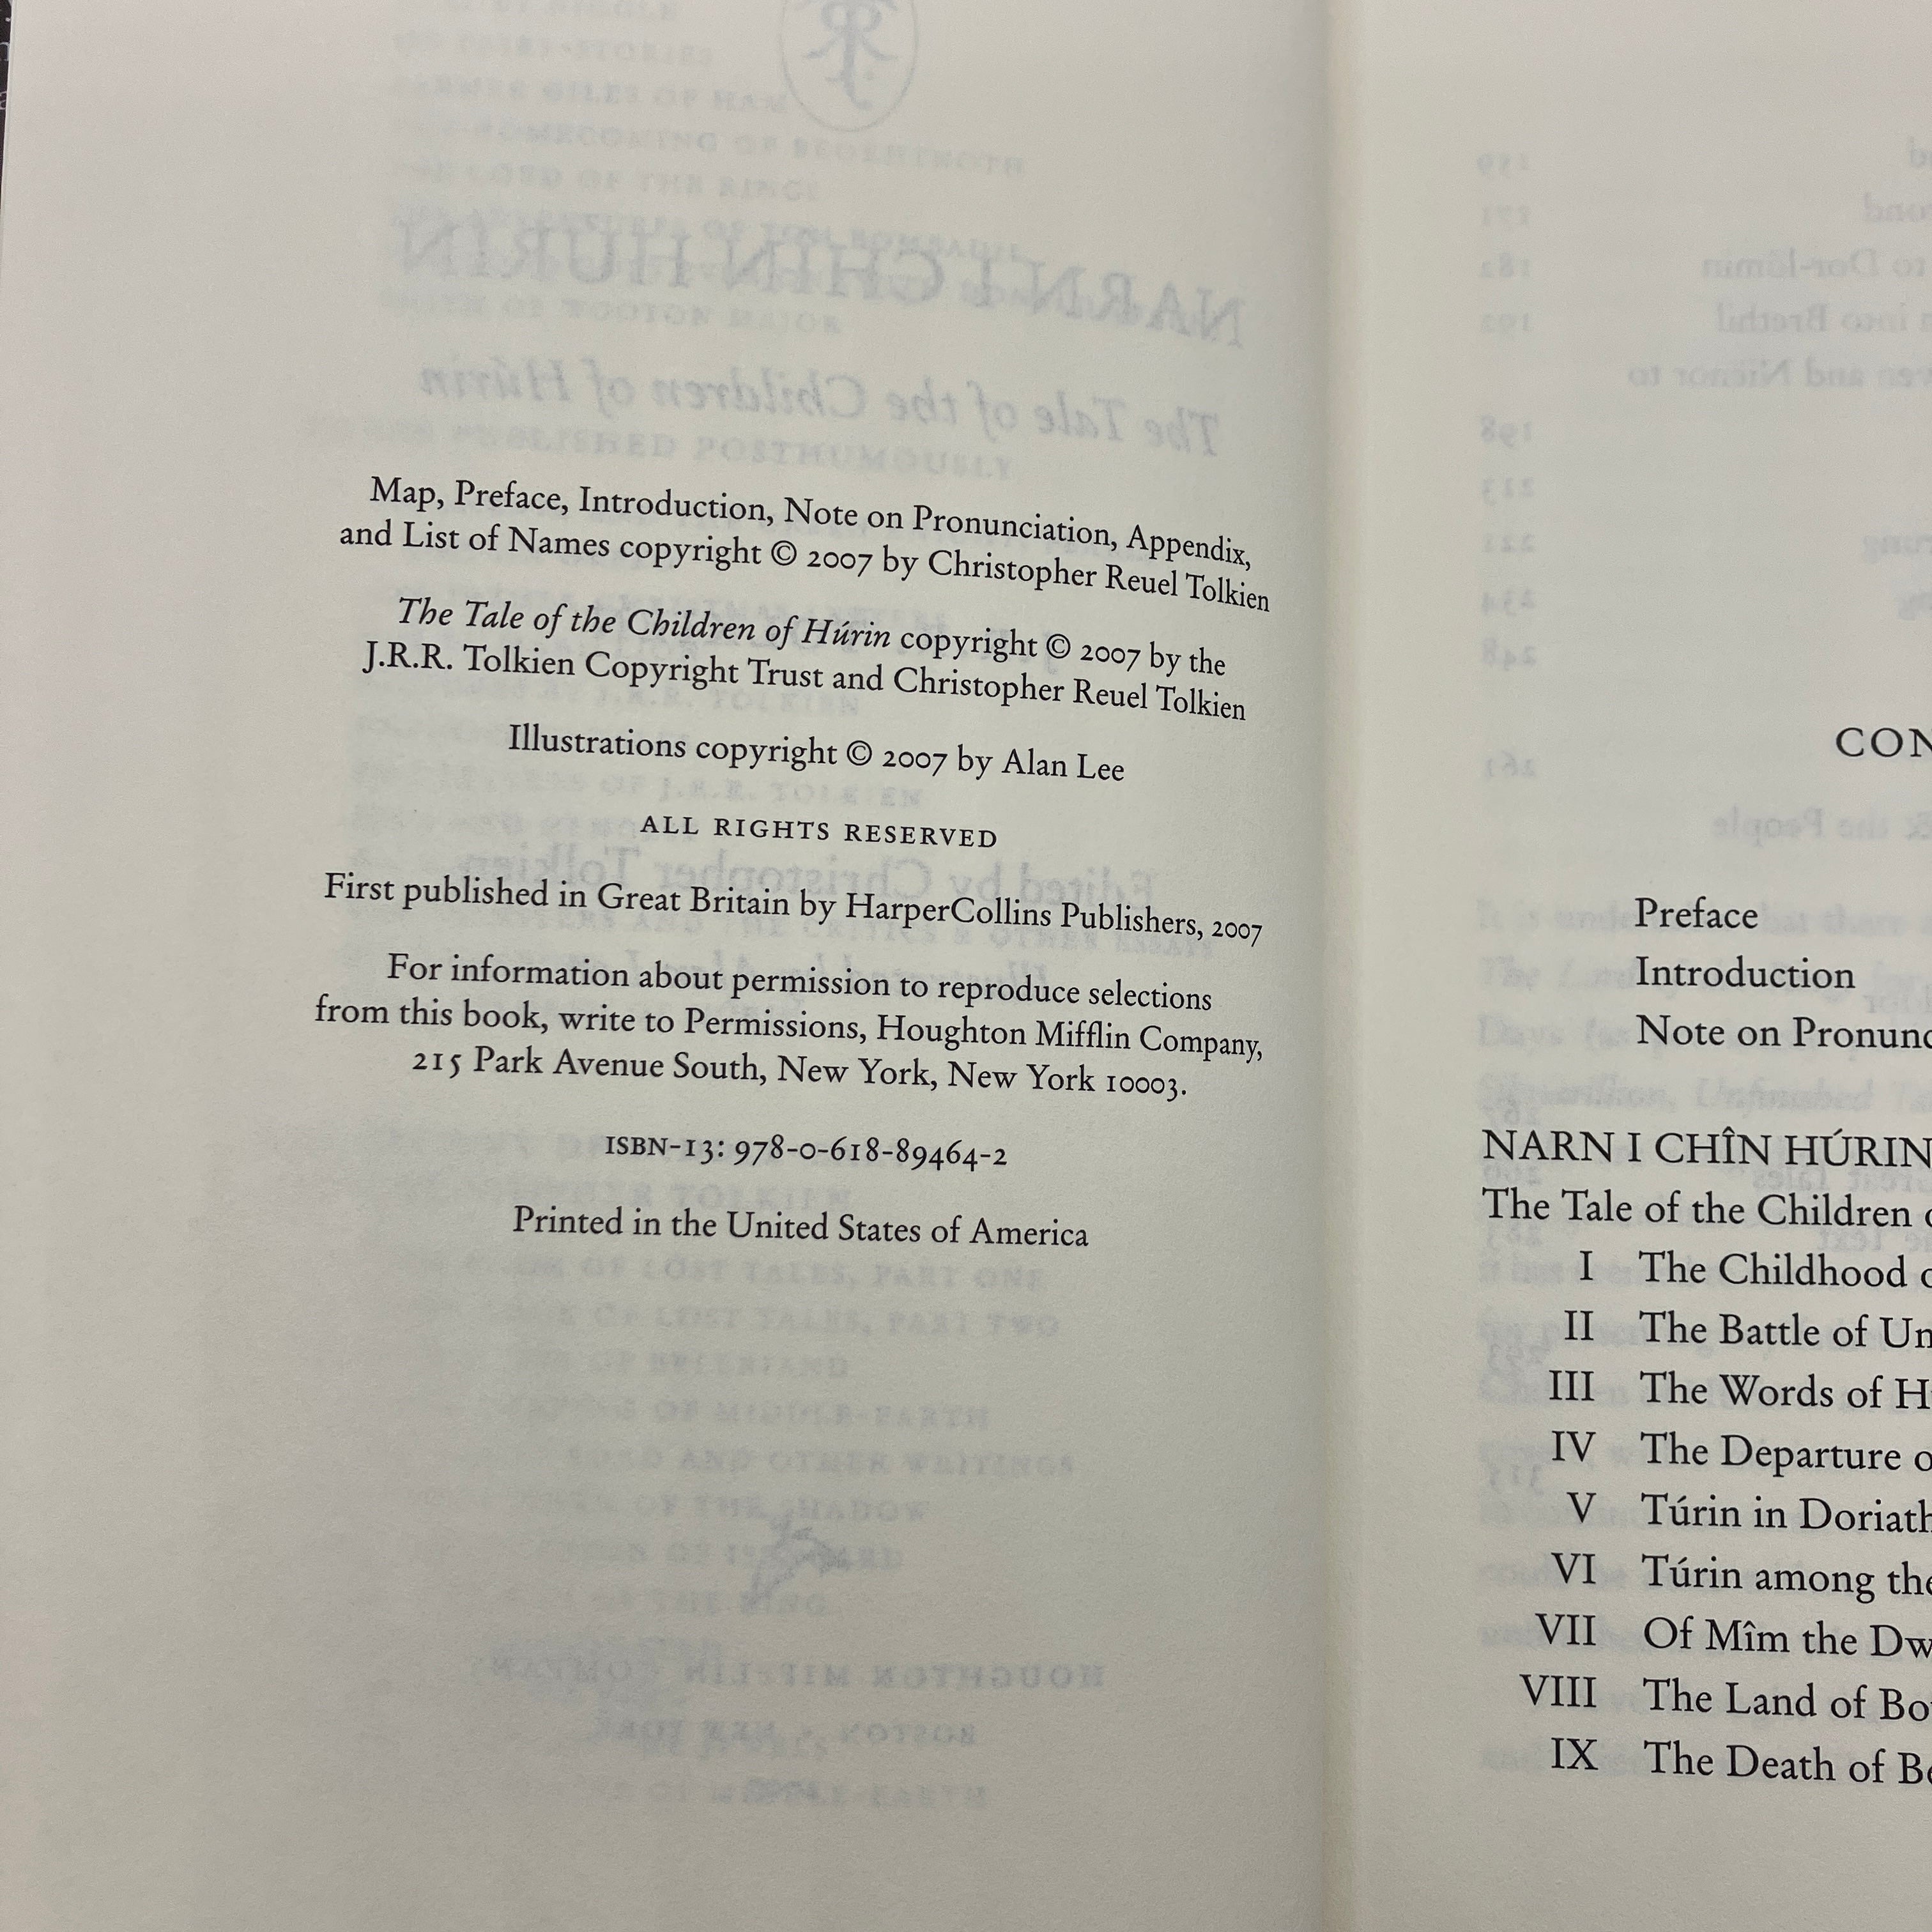 Map, Preface, Introduction, Note on Pronunciation, Appendix,
and List of Names copyright © 2007 by Christopher Reuel Tolkien
The Tale of the Children of Húrin copyright © 2007 by the
J.R.R. Tolkien Copyright Trust and Christopher Reuel Tolkien
Illustrations copyright © 2007 by Alan Lee
ALL RIGHTS RESERVED
First published in Great Britain by HarperCollins Publishers, 2007
For information about permission to reproduce selections
from this book, write to Permissions, Houghton Mifflin Company,
215 Park Avenue South, New York, New York 10003.
ISBN-13: 978-0-618-89464-2
Printed in the United States of America
CON
Preface
Introduction
Note on Pronunc
NARN I CHÎN HÚRIN
The Tale of the Children
I The Childhood
II The Battle of Un
III The Words of H
IV The Departure
V Túrin in Doriath
VI Túrin among the
VII Of Mîm the Dw
VIII The Land of Bo
IX The Death of Be